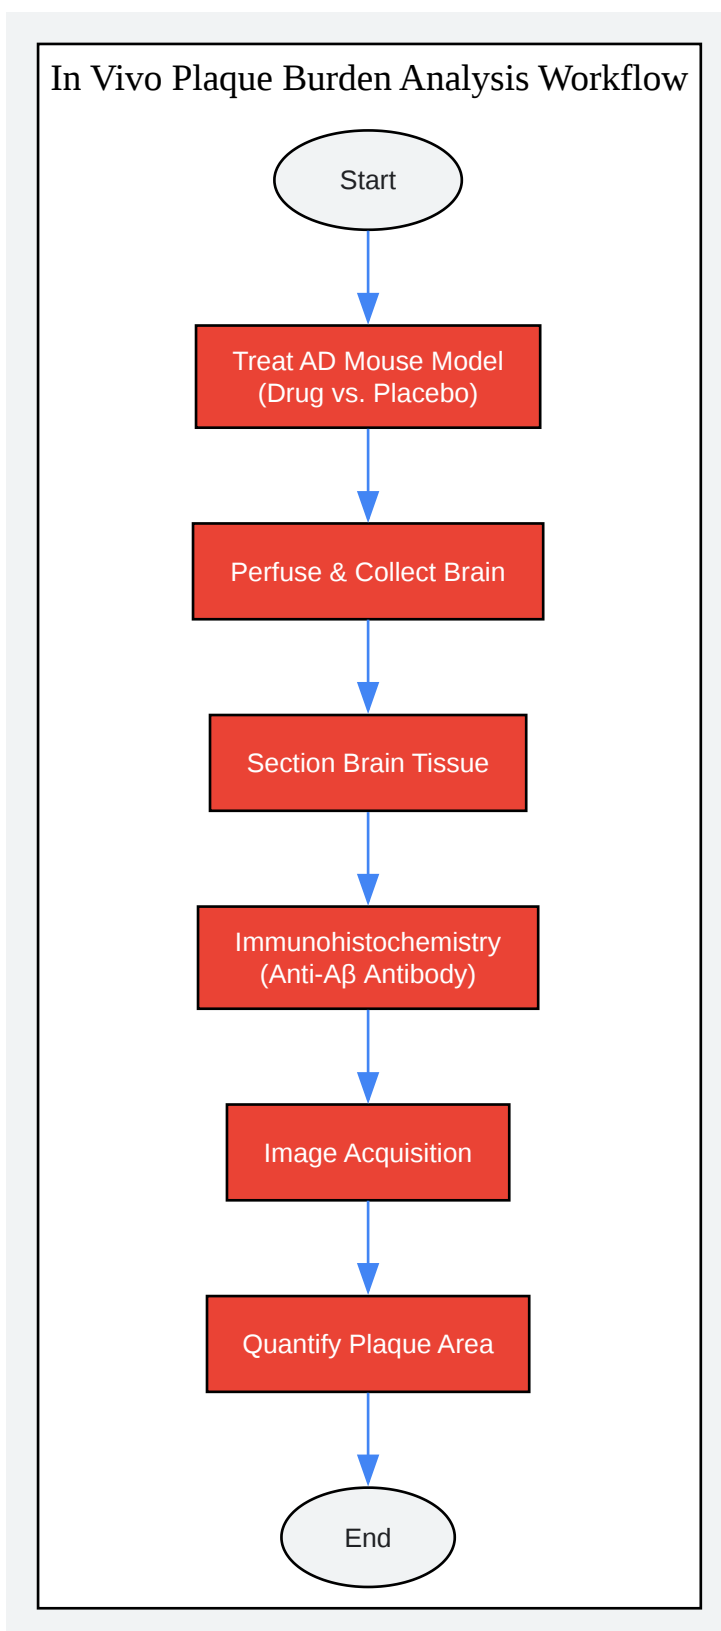 In Vivo Plaque Burden Analysis Workflow
Start
Treat AD Mouse Model
(Drug vs. Placebo)
Perfuse & Collect Brain
Section Brain Tissue
Immunohistochemistry
(Anti-Aβ Antibody)
Image Acquisition
Quantify Plaque Area
End